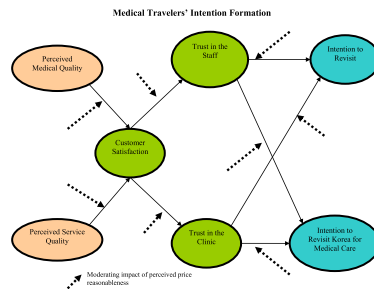 Medical Travelers' Intention Formation
Perceived
Medical Quality
Trust in the
Staff
Intention to
Revisit
Customer
Satisfaction
Perceived Service
Quality
Trust in the
Clinic
Intention to
Revisit Korea for
Medical Care
Moderating impact of perceived price
reasonableness